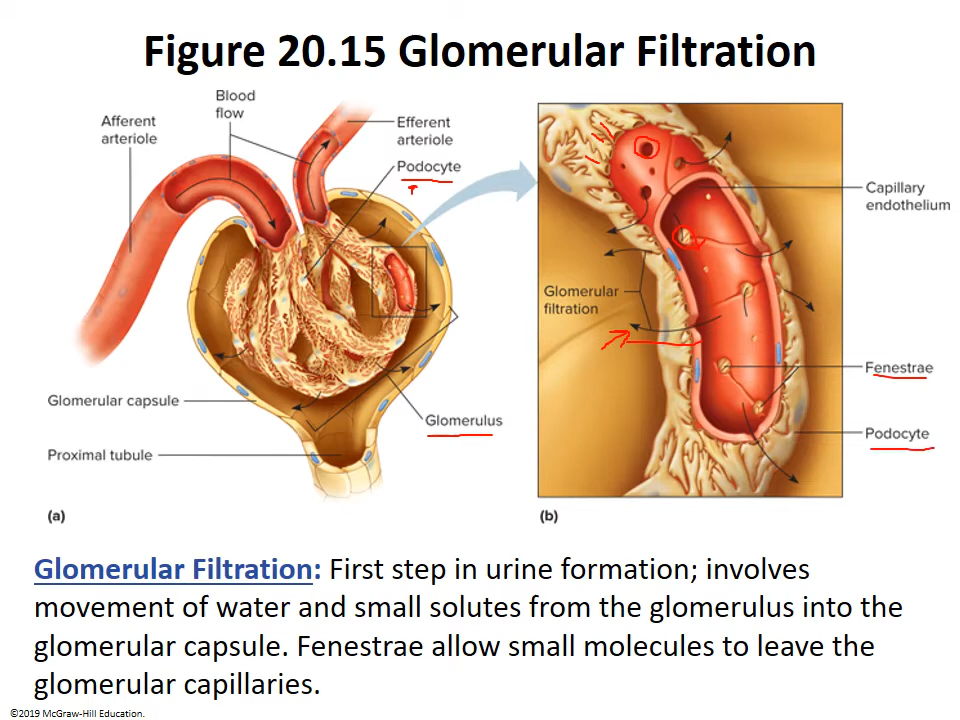 Figure 20.15 Glomerular Filtration
Blood
flow
Afferent
arteriole
Efferent
arteriole
Podocyte
Glomerular capsule
Glomerulus
Proximal tubule
(a)
Capillary
endothelium
Glomerular
filtration
Fenestrae
Podocyte
(b)
Glomerular Filtration: First step in urine formation; involves
movement of water and small solutes from the glomerulus into the
glomerular capsule. Fenestrae allow small molecules to leave the
glomerular capillaries.
©2019 McGraw-Hill Education.